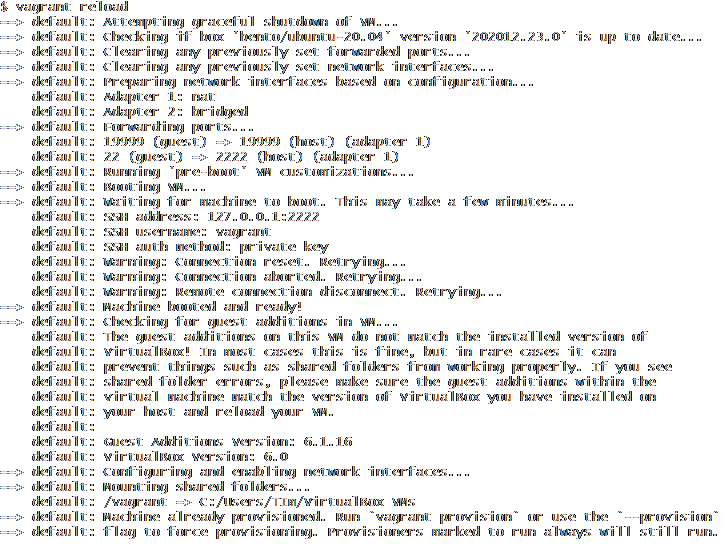 $ vagrant reload
==> default: Attempting graceful shutdown of VM...
==> default: Checking if box 'bento/ubuntu-20.04' version '202012.23.0' is up to date...
==> default: Clearing any previously set forwarded ports...
==> default: Clearing any previously set network interfaces...
==> default: Preparing network interfaces based on configuration...
default: Adapter 1: nat
default: Adapter 2: bridged
==> default: Forwarding ports...
default: 19999 (guest) => 19999 (host) (adapter 1)
default: 22 (guest) => 2222 (host) (adapter 1)
==> default: Running 'pre-boot' VM customizations...
==> default: Booting VM...
==> default: Waiting for machine to boot. This may take a few minutes...
default: SSH address: 127.0.0.1:2222
default: SSH username: vagrant
default: SSH auth method: private key
default: Warning: Connection reset. Retrying...
default: Warning: Connection aborted. Retrying...
default: Warning: Remote connection disconnect. Retrying...
==> default: Machine booted and ready!
==> default: Checking for guest additions in VM...
default: The guest additions on this VM do not match the installed version of
default: VirtualBox! In most cases this is fine, but in rare cases it can
default: prevent things such as shared folders from working properly. If you see
default: shared folder errors, please make sure the guest additions within the
default: virtual machine match the version of VirtualBox you have installed on
default: your host and reload your VM.
default:
default: Guest Additions Version: 6.1.16
default: VirtualBox Version: 6.0
==> default: Configuring and enabling network interfaces...
==> default: Mounting shared folders...
default: /vagrant => C:/Users/TIm/VirtualBox VMs
==> default: Machine already provisioned. Run `vagrant provision` or use the `--provision`
==> default: flag to force provisioning. Provisioners marked to run always will still run.